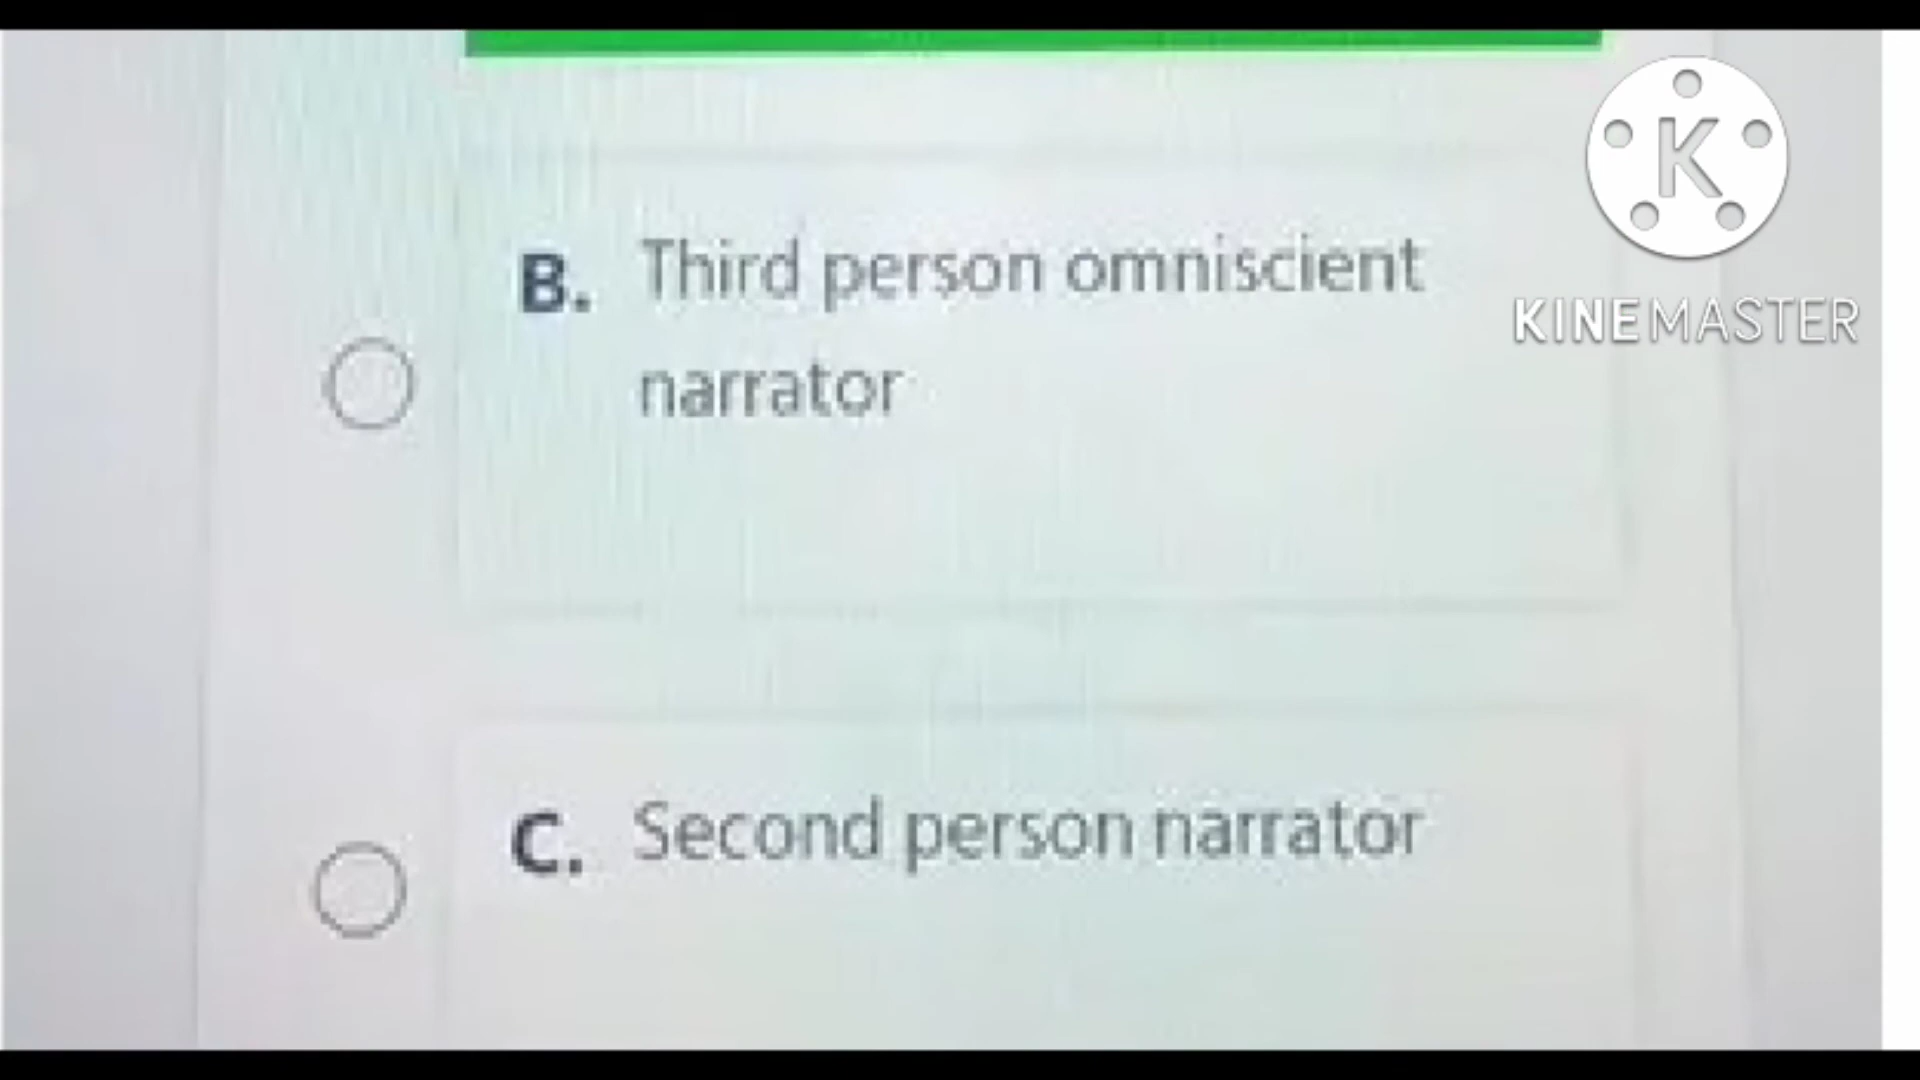 K
KINEMASTER
B. Third person omniscient
narrator
C. Second person narrator